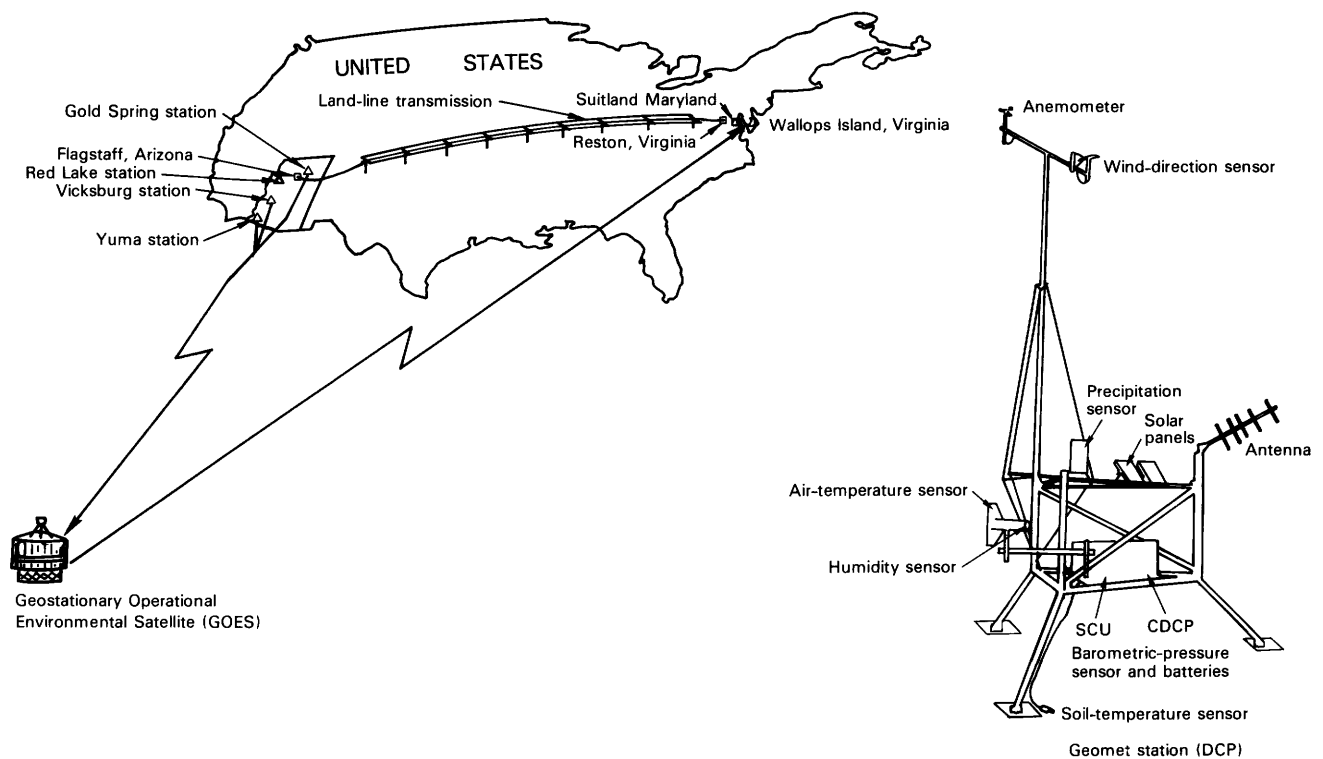 UNITED STATES
Land-line transmission
Suitland Maryland
Gold Spring station
Wallops Island, Virginia
Reston, Virginia
Flagstaff, Arizona
Red Lake station
Vicksburg station
Yuma station
Geostationary Operational
Environmental Satellite (GOES)
Anemometer
Wind-direction sensor
Precipitation
sensor
Solar
panels
Antenna
Air-temperature sensor
Humidity sensor
SCU
CDCP
Barometric-pressure
sensor and batteries
Soil-temperature sensor
Geomet station (DCP)